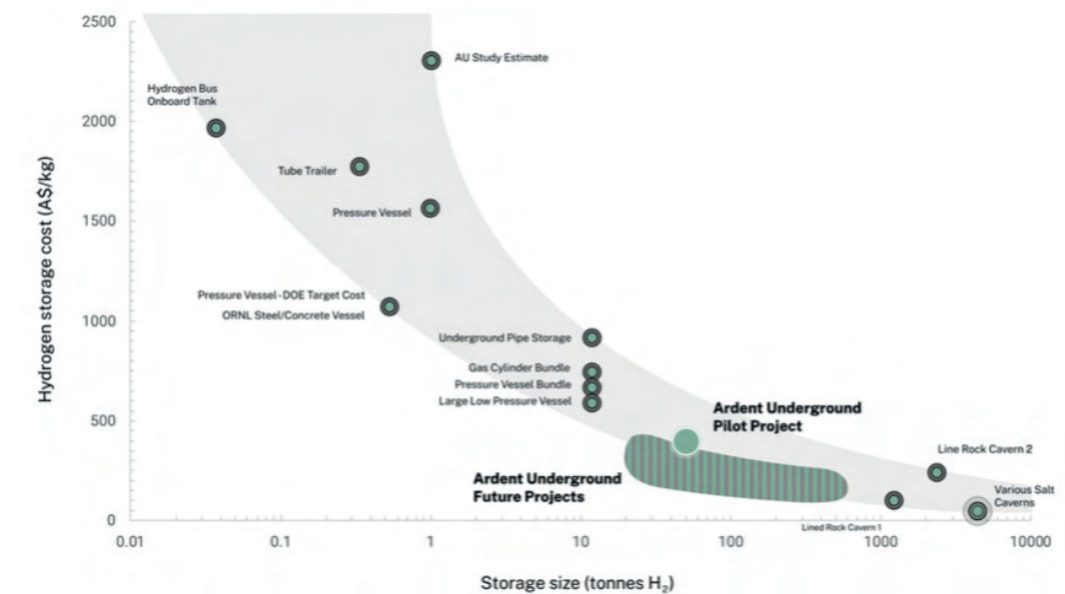 2500
AU Study Estimate
Hydrogen Bus
Onboard Tank
2000
Tube Trailer
Pressure Vessel
1500
Pressure Vessel-DOE Target Cost
ORNL Steel/Concrete Vessel
1000
Underground Pipe Storage
Gas Cylinder Bundle
Pressure Vessel Bundle
Large Low Pressure Vessel
500
Ardent Underground
Pilot Project
Line Rock Cavern 2
Ardent Underground
Future Projects
Various Salt
Caverns
Lined Rock Cavern 1
0
0.01 0.1 1 10 100 1000 10000
Hydrogen storage cost (A$/kg)
Storage size (tonnes H₂)